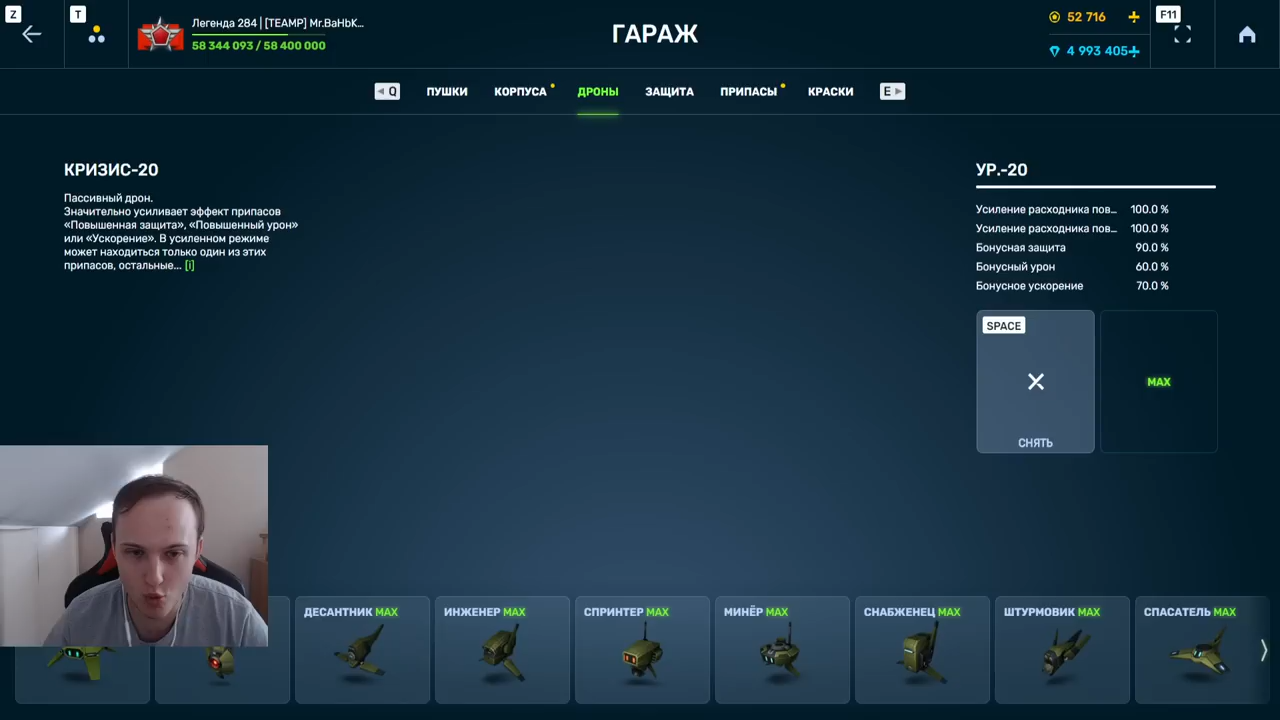 Z
T
Легенда 284 | [TEAMP] Mr.BaHbK...
58 344 093 / 58 400 000
ГАРАЖ
52 716
4 993 405
F11
Q
ПУШКИ
КОРПУСА
ДРОНЫ
ЗАЩИТА
ПРИПАСЫ
КРАСКИ
E
КРИЗИС-20
Пассивный дрон.
Значительно усиливает эффект припасов
«Повышенная защита», «Повышенный урон»
или «Ускорение». В усиленном режиме
может находиться только один из этих
припасов, остальные... [i]
УР.-20
Усиление расходника пов... 100.0 %
Усиление расходника пов... 100.0 %
Бонусная защита 90.0 %
Бонусный урон 60.0 %
Бонусное ускорение 70.0 %
SPACE
СНЯТЬ
MAX
ДЕСАНТНИК MAX
ИНЖЕНЕР MAX
СПРИНТЕР MAX
МИНЁР MAX
СНАБЖЕНЕЦ MAX
ШТУРМОВИК MAX
СПАСАТЕЛЬ MAX